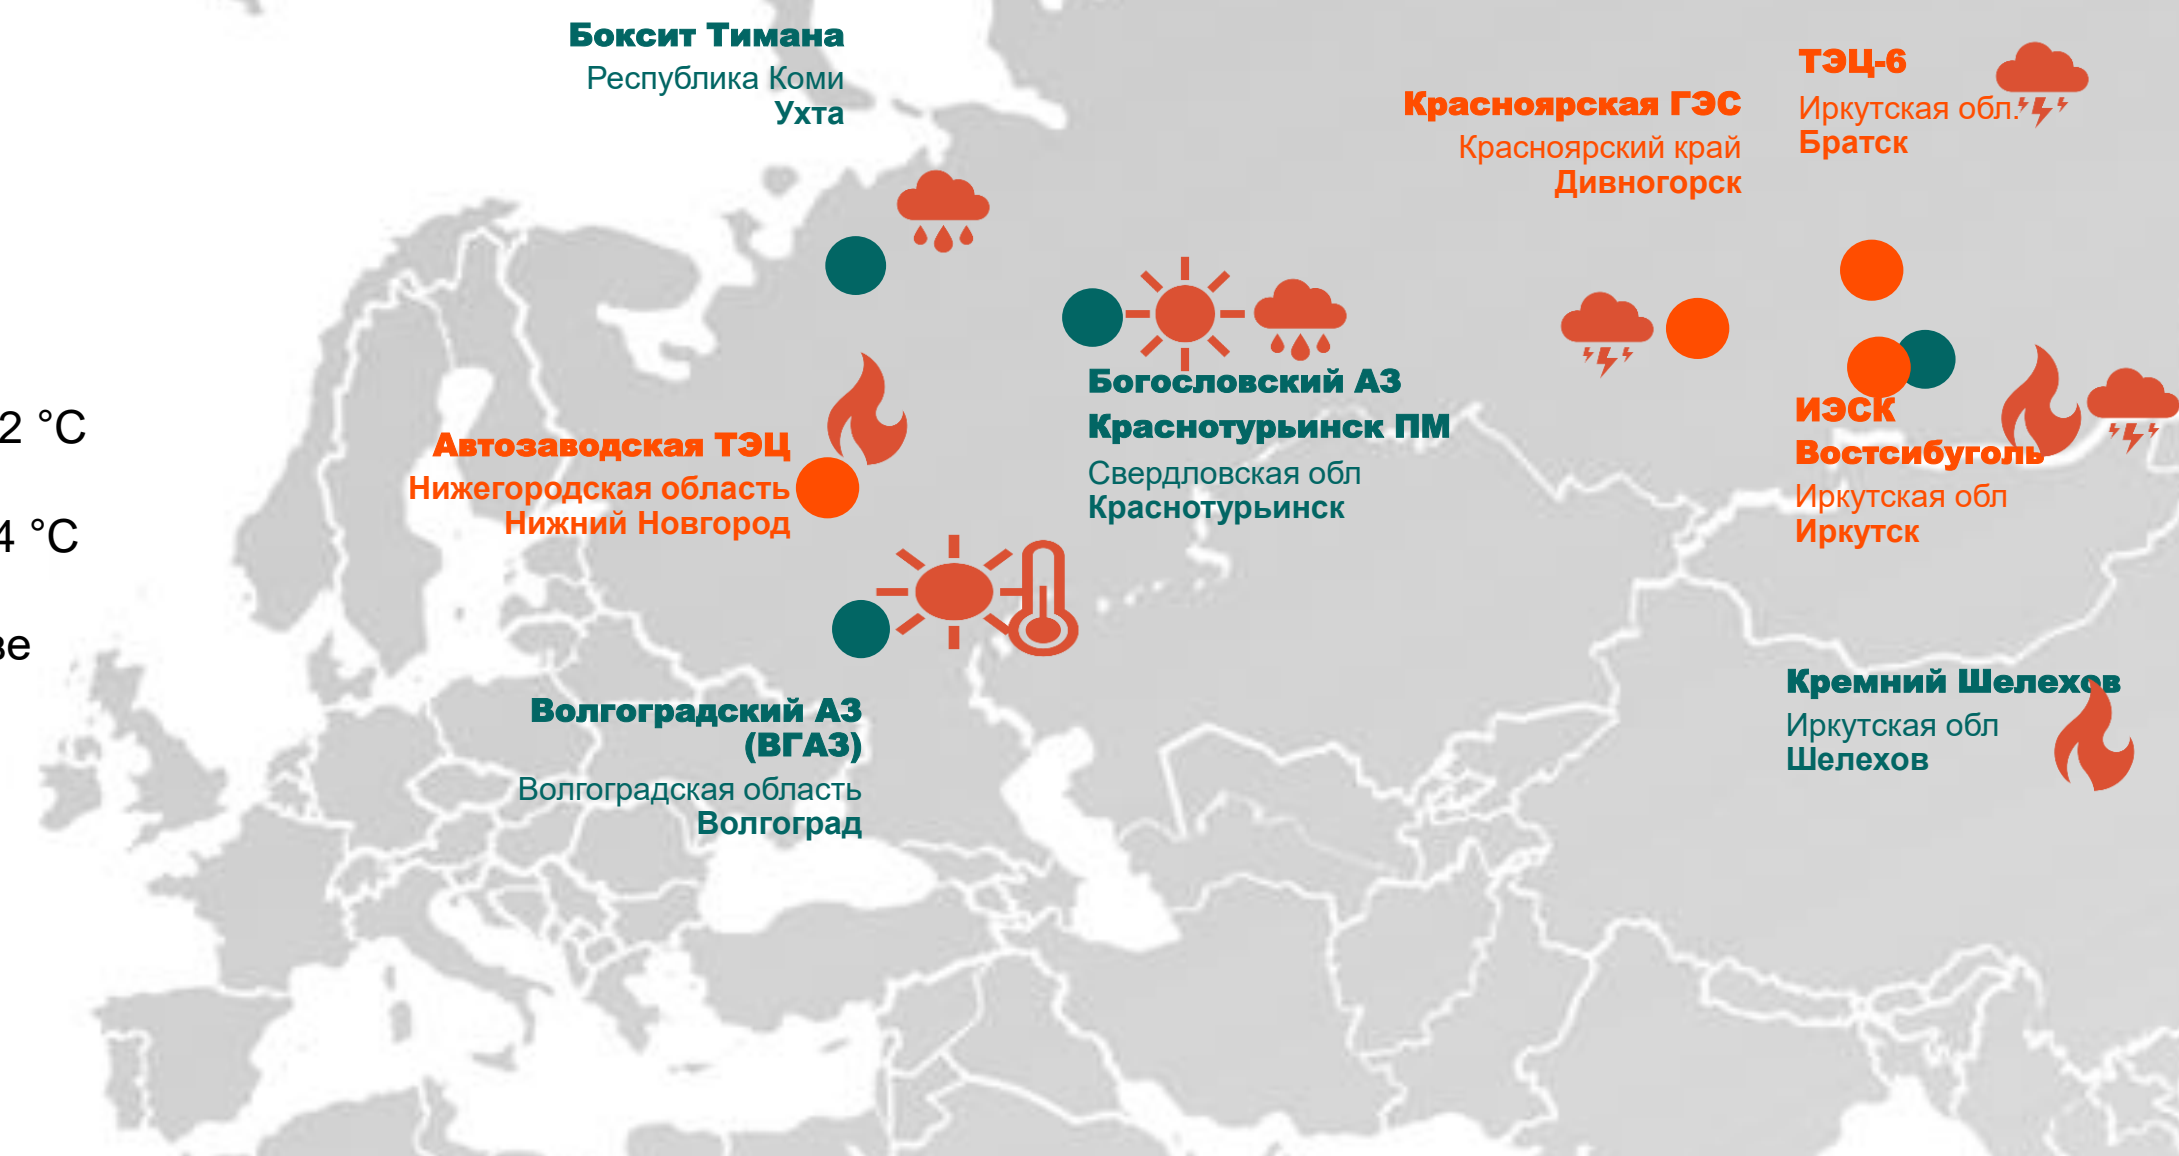 Боксит Тимана
Республика Коми
Ухта
ТЭЦ-6
Иркутская обл.
Братск
Красноярская ГЭС
Красноярский край
Дивногорск
2 °C
4 °C
Автозаводская ТЭЦ
Нижегородская область
Нижний Новгород
Богословский АЗ
Краснотурьинск ПМ
Свердловская обл
Краснотурьинск
ИЭСК
Востсибуголь
Иркутская обл
Иркутск
Волгоградский АЗ
(ВГАЗ)
Волгоградская область
Волгоград
Кремний Шелехов
Иркутская обл
Шелехов